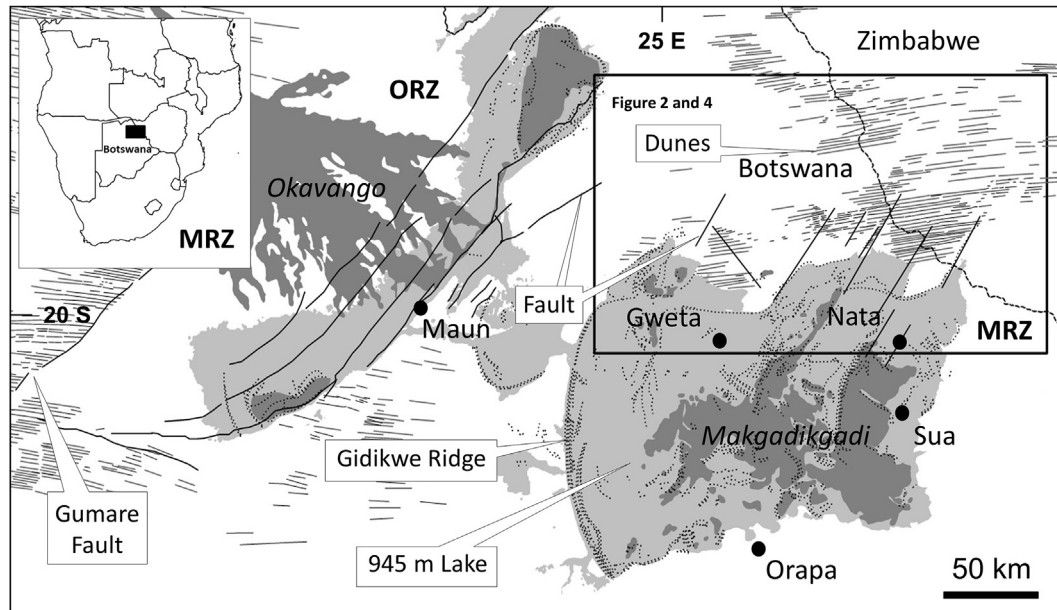 25 E
Zimbabwe
ORZ
Figure 2 and 4
Dunes
Botswana
Botswana
Okavango
MRZ
20 S
Maun
Fault
Gweta
Nata
MRZ
Makgadikgadi
Sua
Gidikwe Ridge
Gumare
Fault
945 m Lake
Orapa
50 km